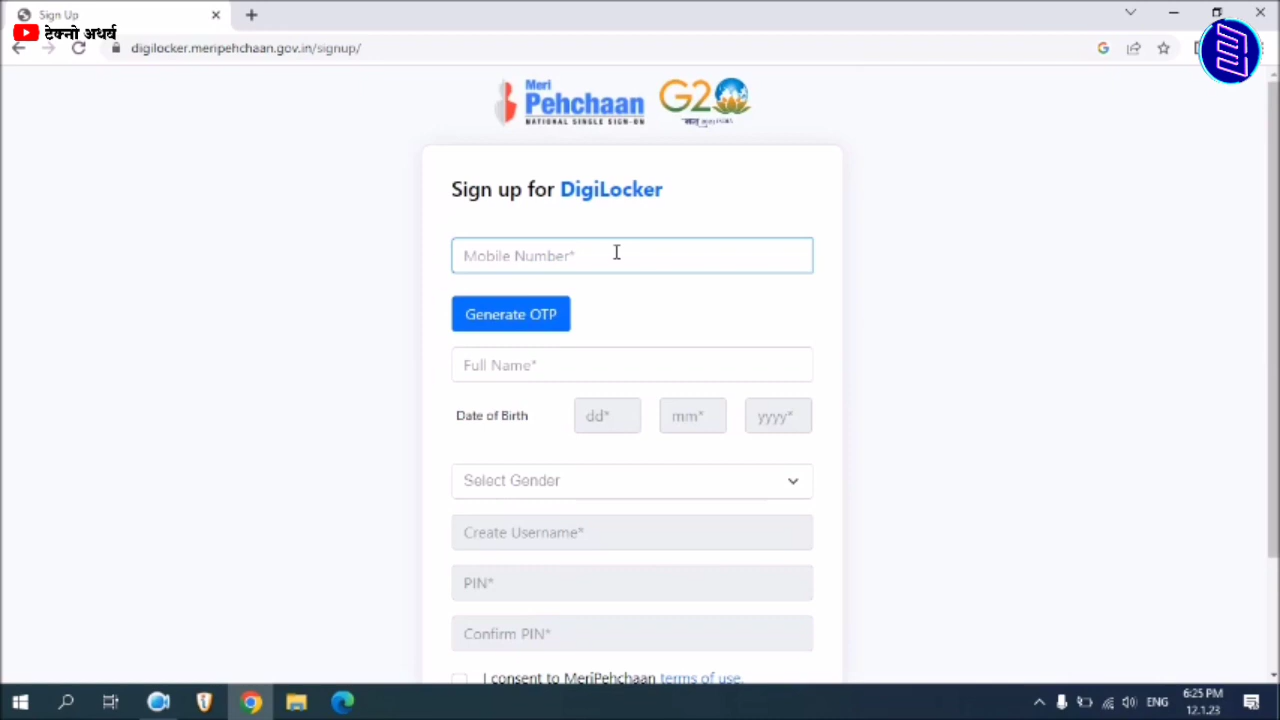 Sign Up
टेक्नो अथर्व
digilocker.meripehchaan.gov.in/signup/
Meri
Pehchaan
NATIONAL SINGLE SIGN-ON
G20
Sign up for DigiLocker
Mobile Number*
Generate OTP
Full Name*
Date of Birth
dd*
mm*
yyyy*
Select Gender
Create Username*
PIN*
Confirm PIN*
I consent to MeriPehchaan terms of use.
ENG
6:25 PM
12.1.23